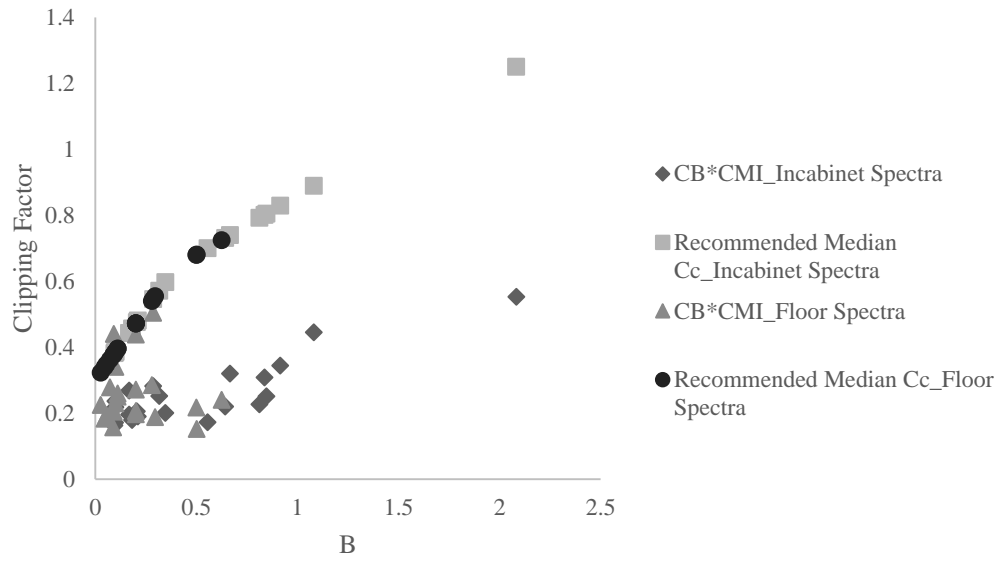 1.4
1.2
1
0.8
0.6
0.4
0.2
0
0 0.5 1 1.5 2 2.5
Clipping Factor
B
CB*CMI_Incabinet Spectra
Recommended Median
Cc_Incabinet Spectra
CB*CMI_Floor Spectra
Recommended Median Cc_Floor
Spectra